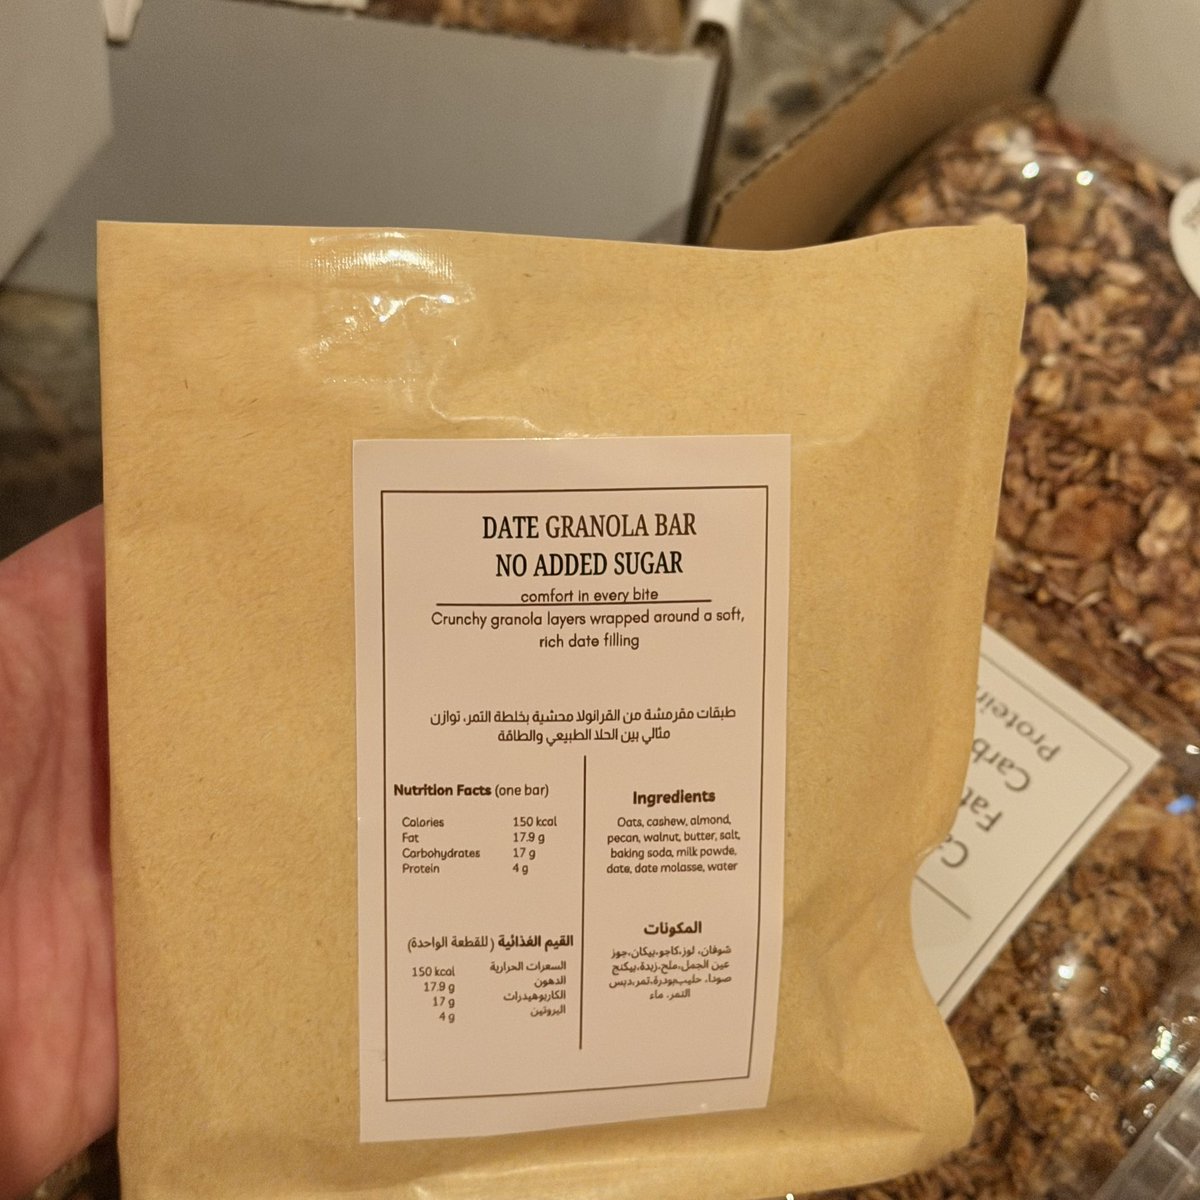 DATE GRANOLA BAR
NO ADDED SUGAR
comfort in every bite
Crunchy granola layers wrapped around a soft,
rich date filling
طبقات مقرمشة من القرانولا محشية بخلطة التمر، توازن
مثالي بين الحلا الطبيعي والطاقة
Nutrition Facts (one bar)
Calories 150 kcal
Fat 17.9 g
Carbohydrates 17 g
Protein 4 g
Ingredients
Oats, cashew, almond,
pecan, walnut, butter, salt,
baking soda, milk powde,
date, date molasse, water
القيم الغذائية (للقطعة الواحدة)
السعرات الحرارية 150 kcal
الدهون 17.9 g
الكاربوهيدرات 17 g
البروتين 4 g
المكونات
شوفان، لوز،كاجو،بيكان،جوز
عين الجمل،ملح،زبدة،بيكنج
صودا، حليب،بودرة،تمر،دبس
التمر، ماء
Fat
Carb
Protein